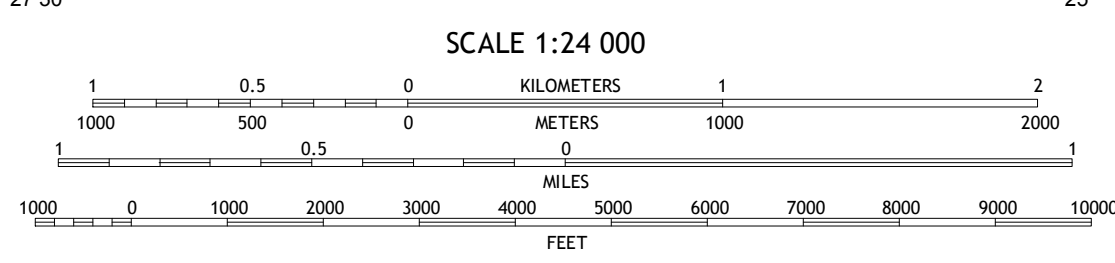 27'30" 25'
SCALE 1:24 000
1 0.5 0 KILOMETERS 1 2
1000 500 0 METERS 1000 2000
1 0.5 0 1
MILES
1000 0 1000 2000 3000 4000 5000 6000 7000 8000 9000 10000
FEET